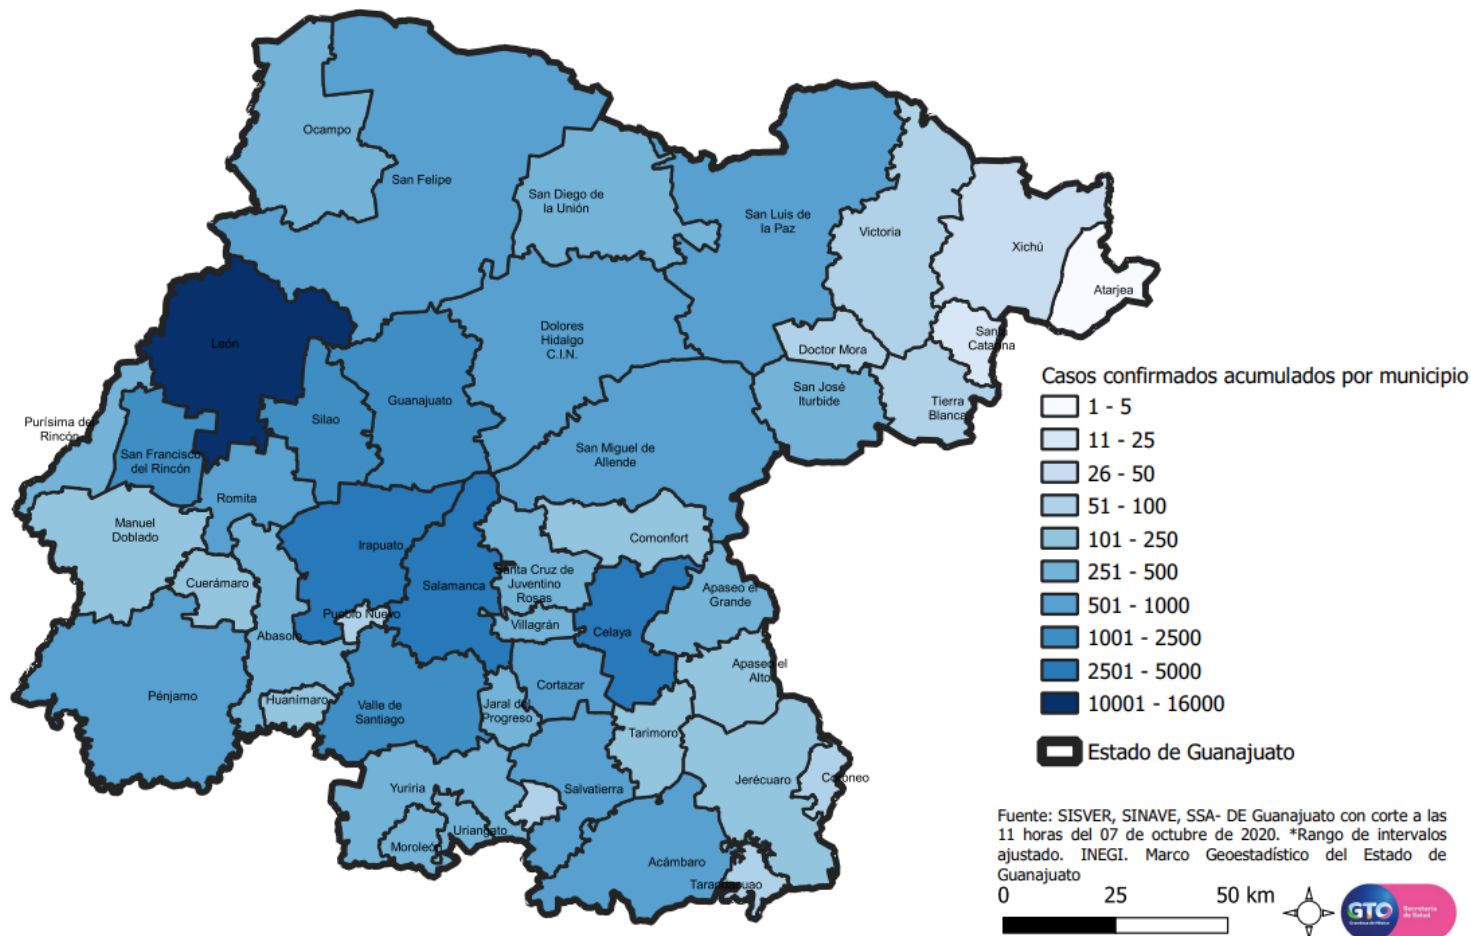 Ocampo
San Felipe
San Diego de
la Unión
San Luis de
la Paz
Victoria
Xichú
Atarjea
León
Dolores
Hidalgo
C.I.N.
Doctor Mora
Santa
Catarina
Guanajuato
Silao
San José
Iturbide
Tierra
Blanca
Purísima del
Rincón
San Francisco
del Rincón
San Miguel de
Allende
Romita
Manuel
Doblado
Irapuato
Comonfort
Cuerámaro
Salamanca
Santa Cruz de
Juventino
Rosas
Apaseo el
Grande
Pueblo Nuevo
Villagrán
Celaya
Abasolo
Apaseo el
Alto
Pénjamo
Huanímaro
Valle de
Santiago
Jaral del
Progreso
Cortazar
Tarimoro
Jerécuaro
Coroneo
Yuriria
Salvatierra
Uriangato
Moroleón
Acámbaro
Tarandacuao
Casos confirmados acumulados por municipio
1 - 5
11 - 25
26 - 50
51 - 100
101 - 250
251 - 500
501 - 1000
1001 - 2500
2501 - 5000
10001 - 16000
Estado de Guanajuato
Fuente: SISVER, SINAVE, SSA- DE Guanajuato con corte a las
11 horas del 07 de octubre de 2020. *Rango de intervalos
ajustado. INEGI. Marco Geoestadístico del Estado de
Guanajuato
0 25 50 km
GTO
Secretaría
de Salud